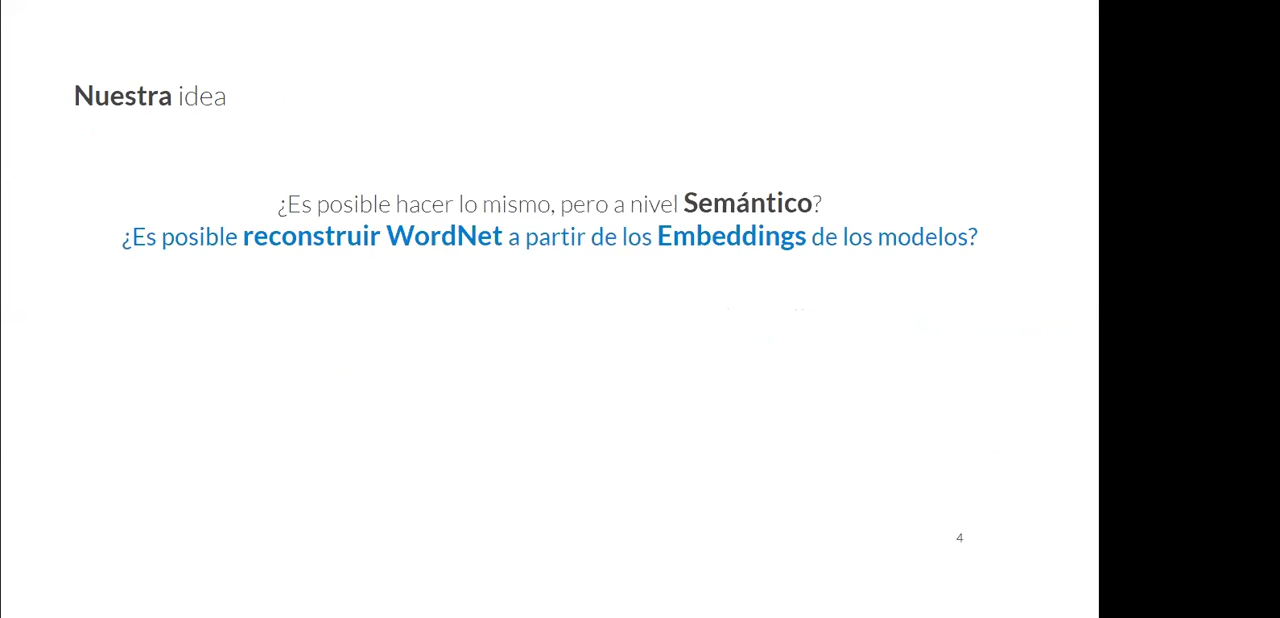 Nuestra idea
¿Es posible hacer lo mismo, pero a nivel Semántico?
¿Es posible reconstruir WordNet a partir de los Embeddings de los modelos?
4